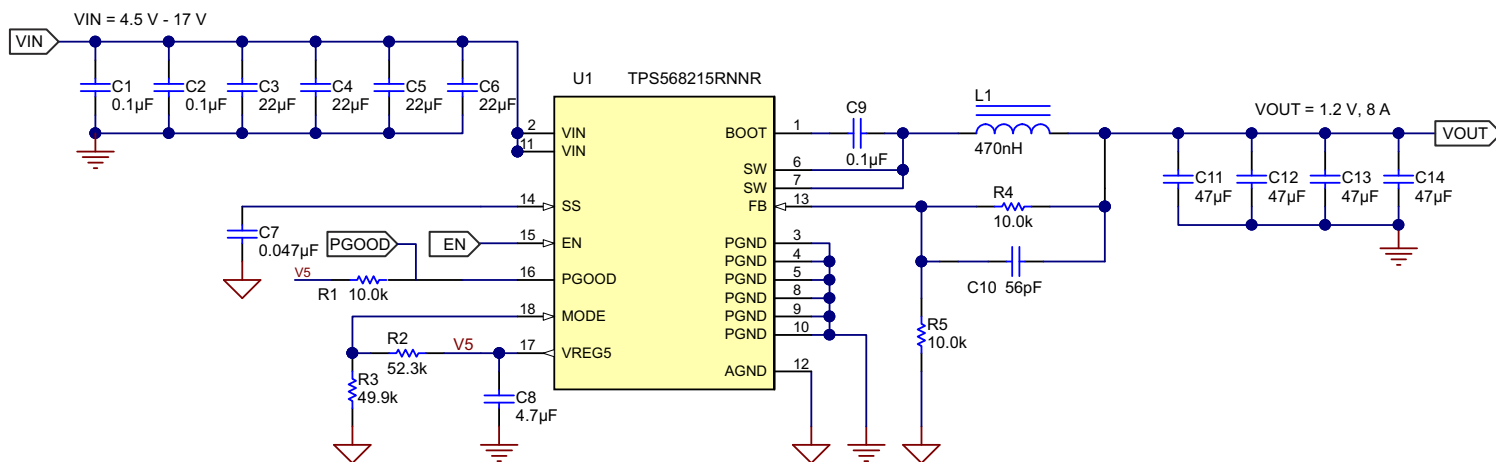 VIN = 4.5 V - 17 V
VIN
C1
0.1µF
C2
0.1µF
C3
22µF
C4
22µF
C5
22µF
C6
22µF
U1
TPS568215RNNR
2
VIN
11
VIN
14
SS
15
EN
16
PGOOD
18
MODE
17
VREG5
BOOT
1
SW
6
SW
7
FB
13
PGND
3
PGND
4
PGND
5
PGND
8
PGND
9
PGND
10
AGND
12
C7
0.047µF
PGOOD
EN
V5
R1 10.0k
R2
52.3k
V5
R3
49.9k
C8
4.7µF
C9
0.1µF
L1
470nH
R4
10.0k
C10 56pF
R5
10.0k
VOUT = 1.2 V, 8 A
VOUT
C11
47µF
C12
47µF
C13
47µF
C14
47µF